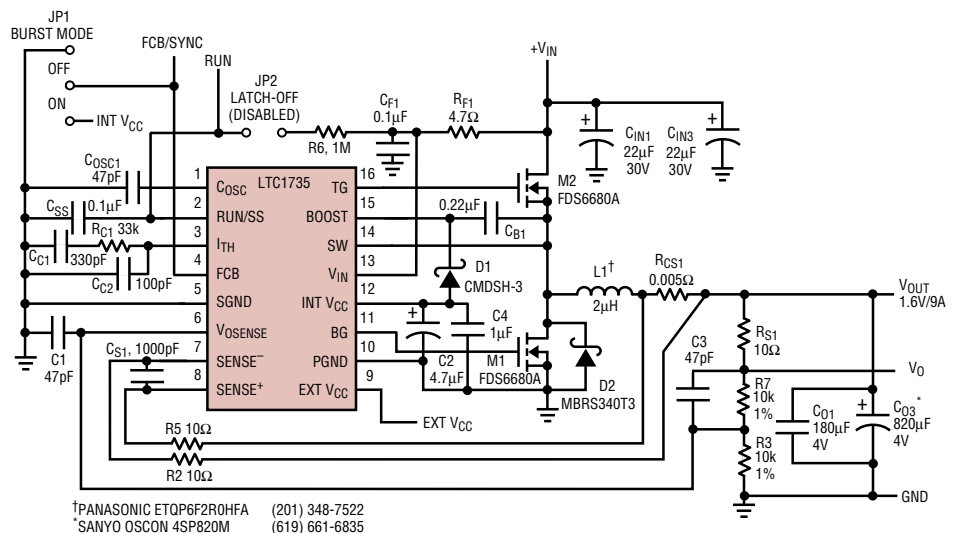 JP1
BURST MODE
OFF
ON
INT VCC
FCB/SYNC
RUN
JP2
LATCH-OFF
(DISABLED)
R6, 1M
CF1
0.1µF
RF1
4.7Ω
+VIN
+
CIN1
22µF
30V
+
CIN3
22µF
30V
COSC1
47pF
CSS
0.1µF
RC1 33k
CC1
330pF
CC2
100pF
C1
47pF
CS1, 1000pF
LTC1735
1
COSC
2
RUN/SS
3
ITH
4
FCB
5
SGND
6
VOSENSE
7
SENSE−
8
SENSE+
16
TG
15
BOOST
14
SW
13
VIN
12
INT VCC
11
BG
10
PGND
9
EXT VCC
EXT VCC
M2
FDS6680A
0.22µF
CB1
D1
CMDSH-3
+
C4
1µF
C2
4.7µF
M1
FDS6680A
D2
MBRS340T3
L1†
2µH
RCS1
0.005Ω
VOUT
1.6V/9A
C3
47pF
RS1
10Ω
VO
R7
10k
1%
R3
10k
1%
CO1
180µF
4V
+
CO3*
820µF
4V
GND
R5 10Ω
R2 10Ω
†PANASONIC ETQP6F2R0HFA (201) 348-7522
*SANYO OSCON 4SP820M (619) 661-6835